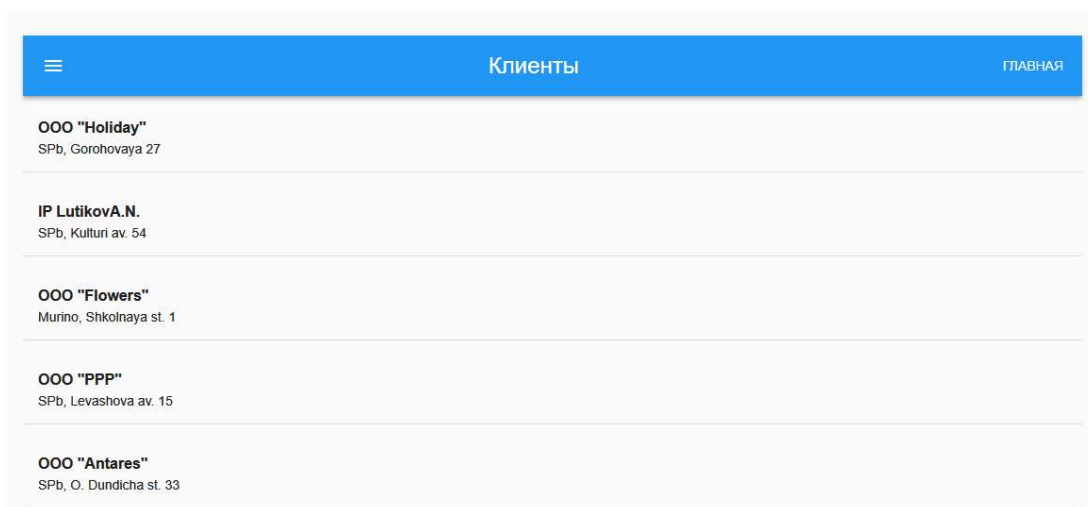 Клиенты
ГЛАВНАЯ
ООО "Holiday"
SPb, Gorohovaya 27
IP LutikovA.N.
SPb, Kulturi av. 54
ООО "Flowers"
Murino, Shkolnaya st. 1
ООО "PPP"
SPb, Levashova av. 15
ООО "Antares"
SPb, O. Dundicha st. 33